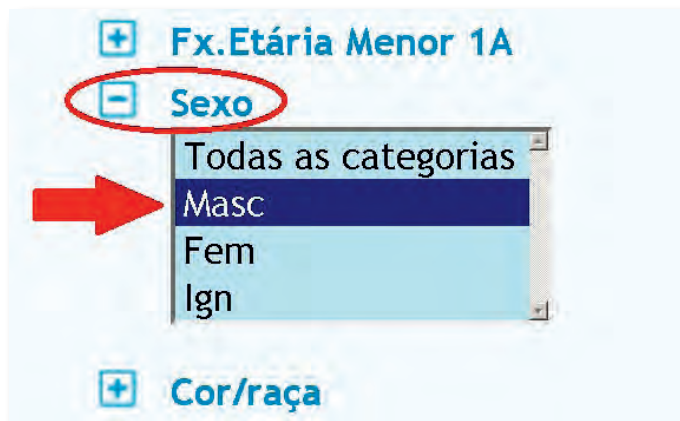 Fx.Etária Menor 1A
Sexo
Todas as categorias
Masc
Fem
Ign
Cor/raça